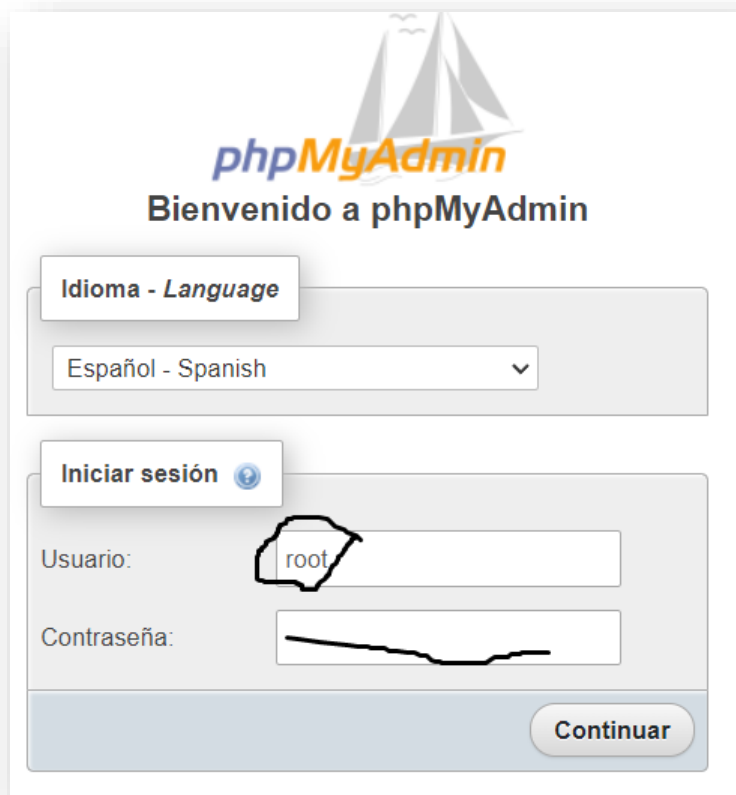 phpMyAdmin
Bienvenido a phpMyAdmin
Idioma - Language
Español - Spanish
Iniciar sesión
Usuario:
root
Contraseña:
Continuar